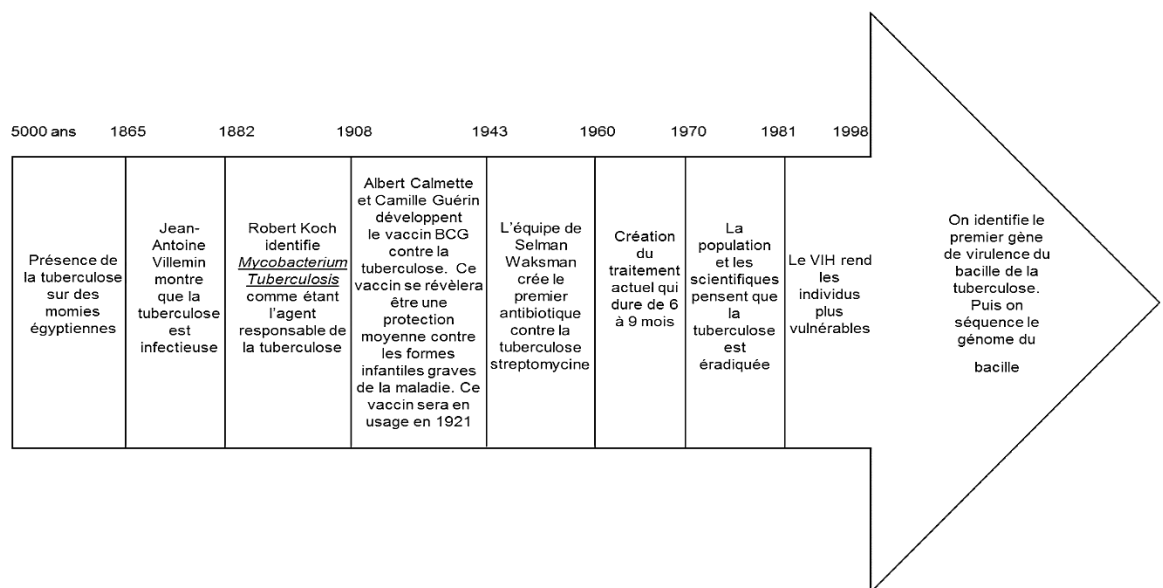 5000 ans 1865 1882 1908 1943 1960 1970 1981 1998
Présence de
la tuberculose
sur des
momies
égyptiennes
Jean-
Antoine
Villemin
montre
que la
tuberculose
est
infectieuse
Robert Koch
identifie
Mycobacterium
Tuberculosis
comme étant
l'agent
responsable de
la tuberculose
Albert Calmette
et Camille Guérin
développent
le vaccin BCG
contre la
tuberculose. Ce
vaccin se révèlera
être une
protection
moyenne contre
les formes
infantiles graves
de la maladie. Ce
vaccin sera en
usage en 1921
L'équipe de
Selman
Waksman
crée le
premier
antibiotique
contre la
tuberculose
streptomycine
Création
du
traitement
actuel qui
dure de 6
à 9 mois
La
population
et les
scientifiques
pensent que
la
tuberculose
est
éradiquée
Le VIH rend
les
individus
plus
vulnérables
On identifie le
premier gène
de virulence du
bacille de la
tuberculose.
Puis on
séquence le
génome du
bacille